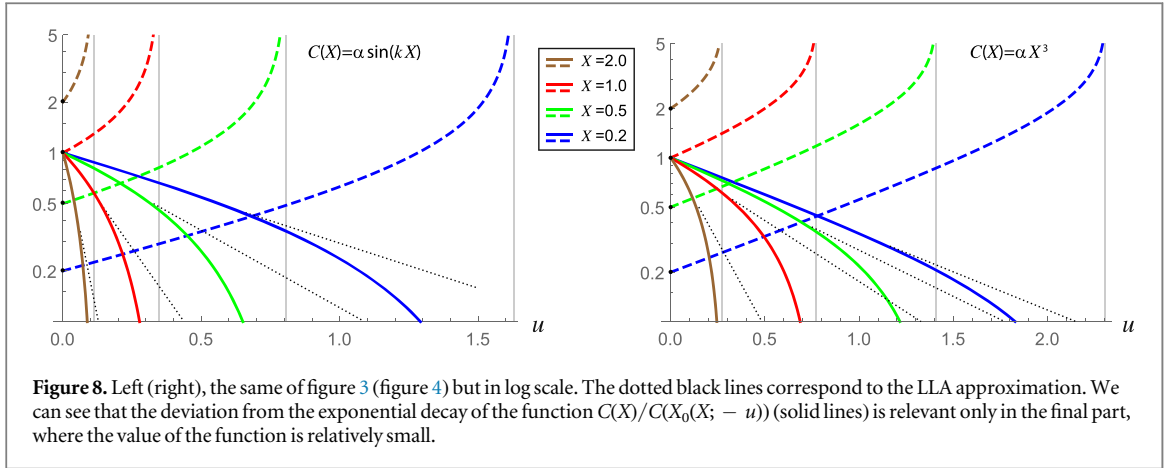 5
2
1
0.5
0.2
0.0
0.5
1.0
1.5
u
C(X)=α sin(k X)
X =2.0
X =1.0
X =0.5
X =0.2
5
2
1
0.5
0.2
0.0
0.5
1.0
1.5
2.0
u
C(X)=α X³
Figure 8. Left (right), the same of figure 3 (figure 4) but in log scale. The dotted black lines correspond to the LLA approximation. We
can see that the deviation from the exponential decay of the function C(X)/C(X₀(X; − u)) (solid lines) is relevant only in the final part,
where the value of the function is relatively small.